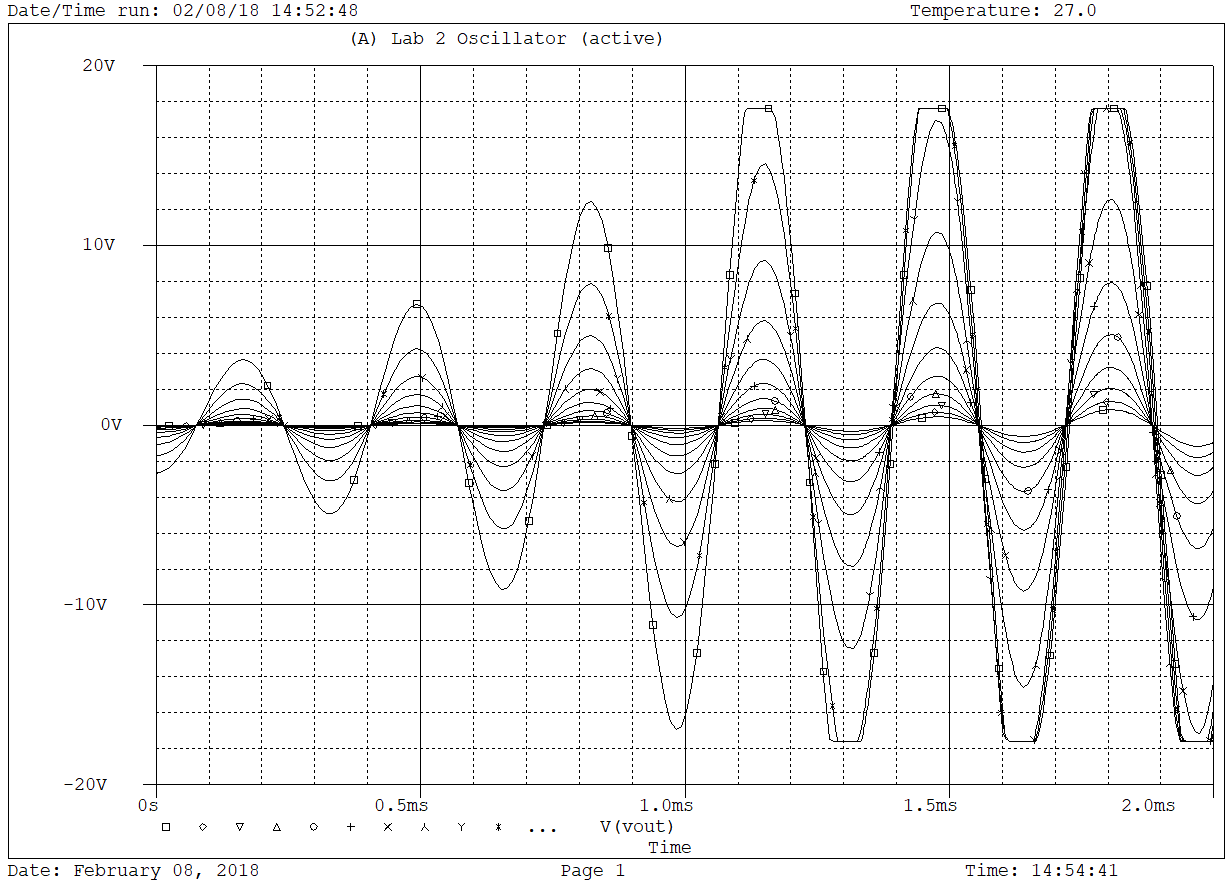 Date/Time run: 02/08/18 14:52:48 Temperature: 27.0
(A) Lab 2 Oscillator (active)
20V
10V
0V
-10V
-20V
0s 0.5ms 1.0ms 1.5ms 2.0ms
... V(vout)
Time
Date: February 08, 2018 Page 1 Time: 14:54:41